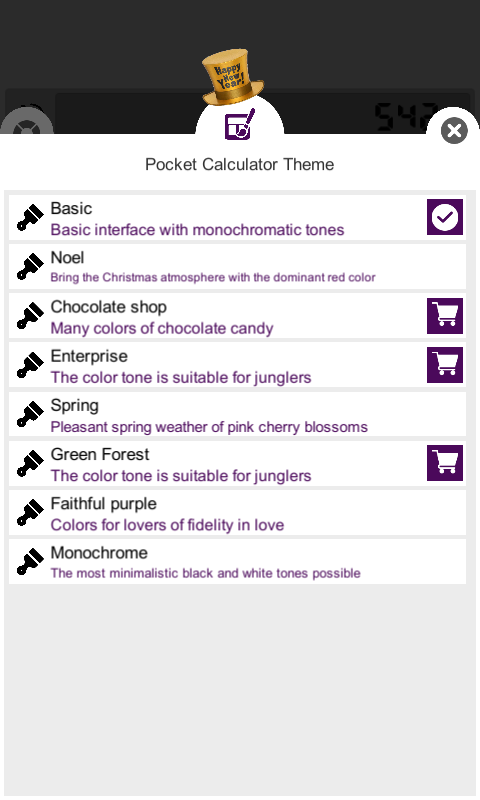 Happy
New
Year!
Pocket Calculator Theme
Basic
Basic interface with monochromatic tones
Noel
Bring the Christmas atmosphere with the dominant red color
Chocolate shop
Many colors of chocolate candy
Enterprise
The color tone is suitable for junglers
Spring
Pleasant spring weather of pink cherry blossoms
Green Forest
The color tone is suitable for junglers
Faithful purple
Colors for lovers of fidelity in love
Monochrome
The most minimalistic black and white tones possible